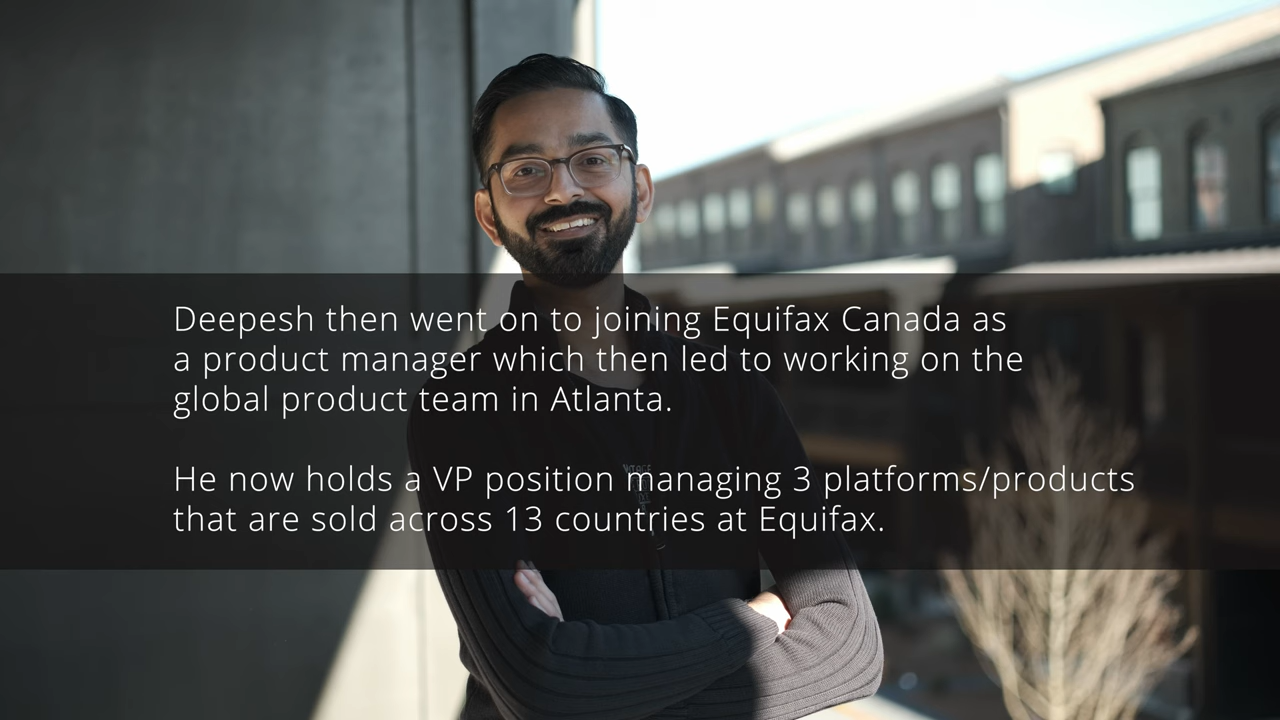 Deepesh then went on to joining Equifax Canada as
a product manager which then led to working on the
global product team in Atlanta.
He now holds a VP position managing 3 platforms/products
that are sold across 13 countries at Equifax.